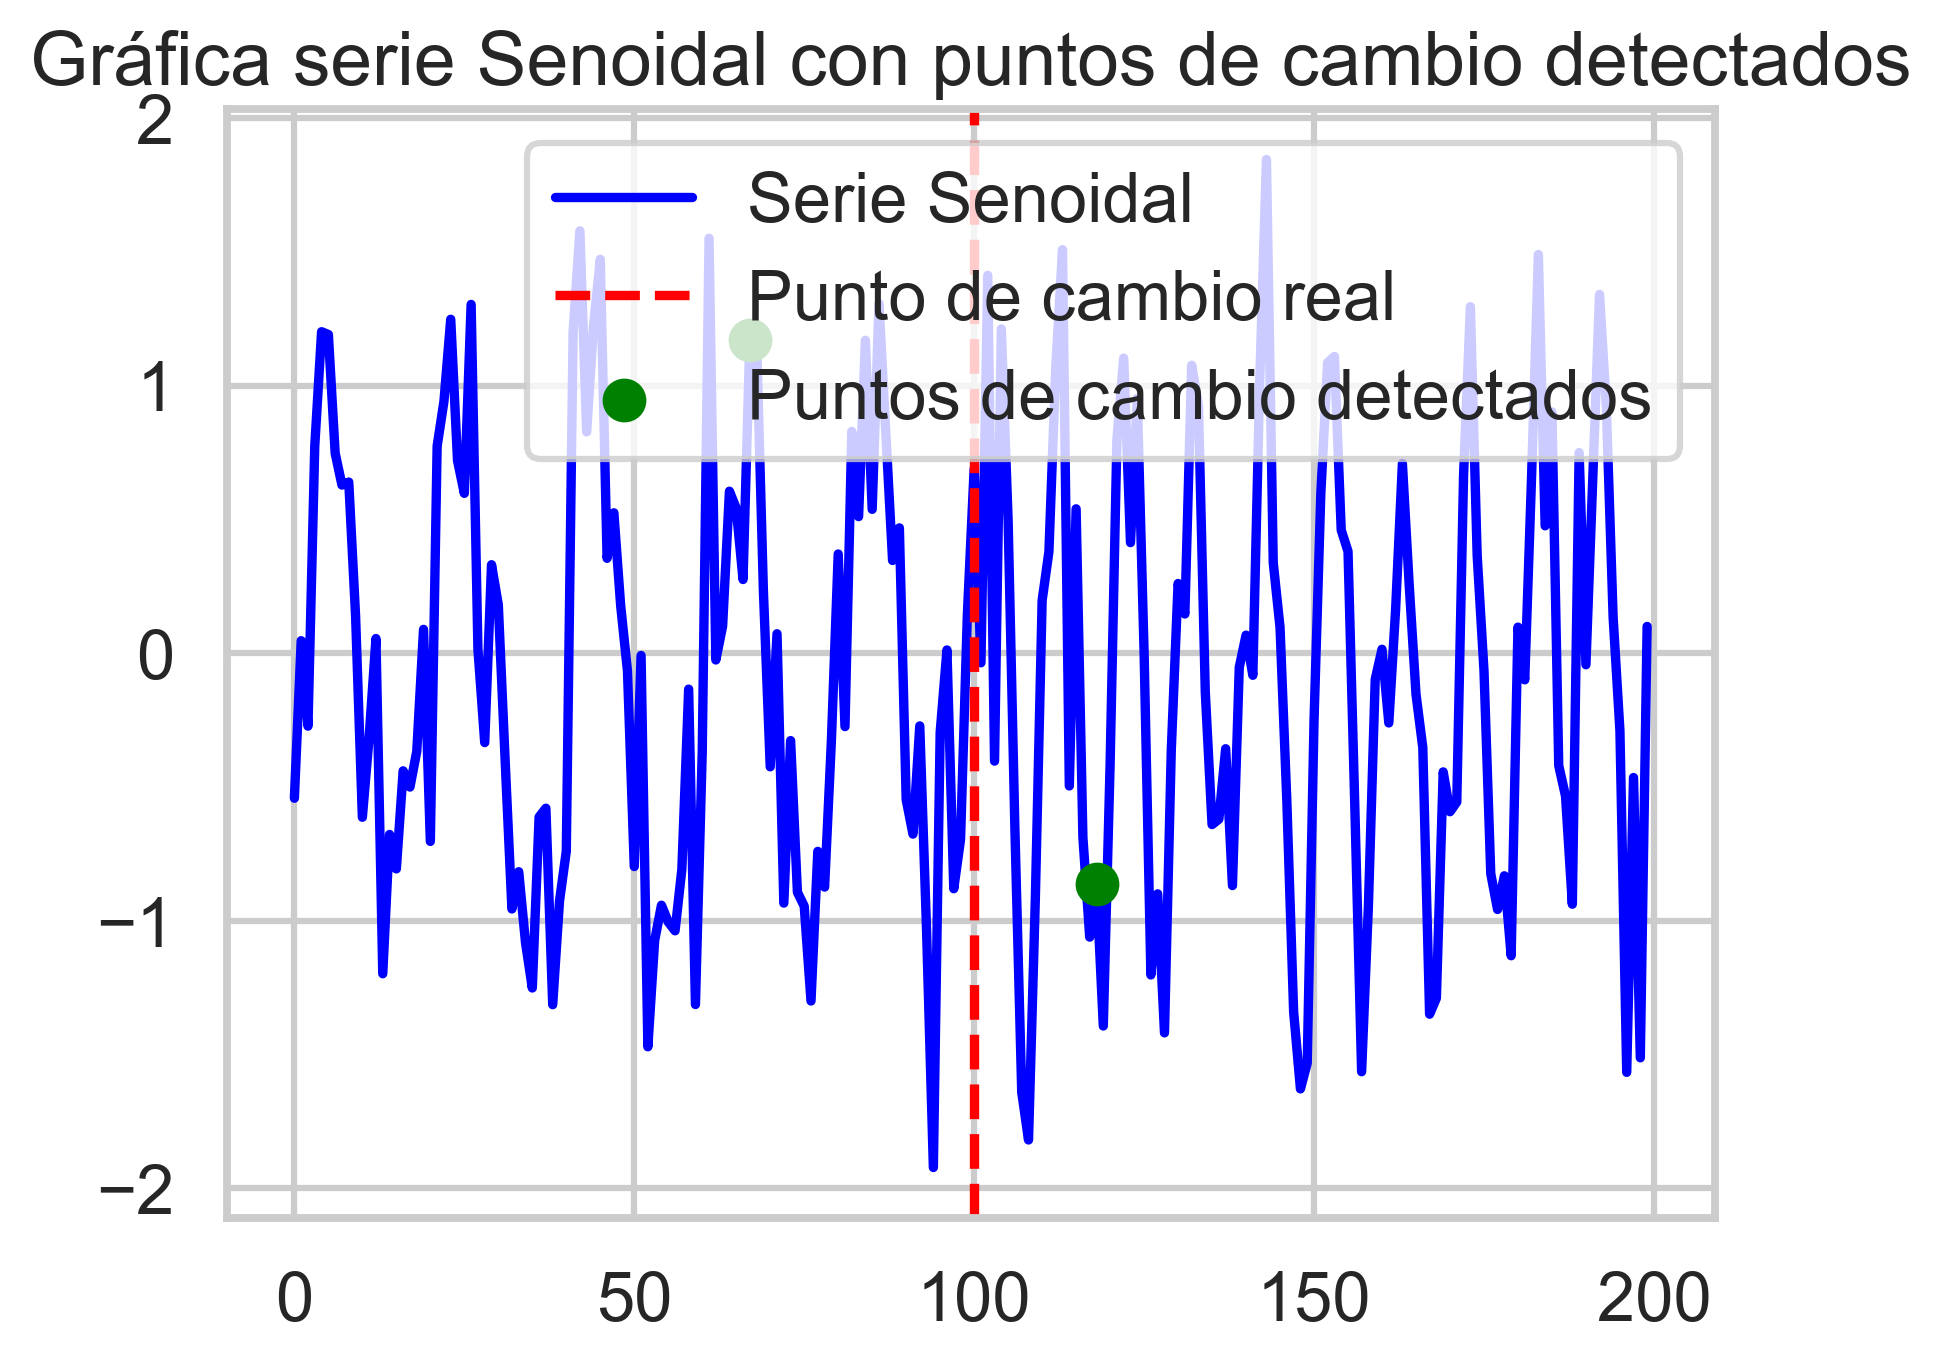 Gráfica serie Senoidal con puntos de cambio detectados
2
1
0
−1
−2
Serie Senoidal
Punto de cambio real
Puntos de cambio detectados
0 50 100 150 200